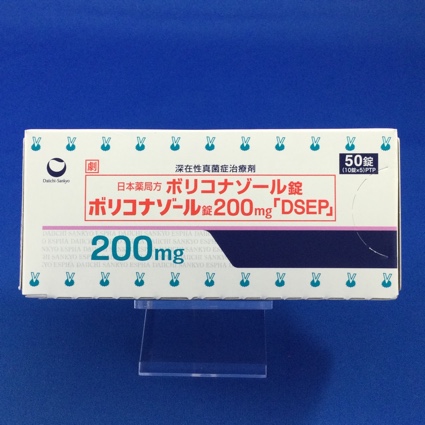 Daiichi-Sankyo
劇
深在性真菌症治療剤
50錠
(10錠×5)PTP
日本薬局方 ボリコナゾール錠
ボリコナゾール錠200mg「DSEP」
200mg